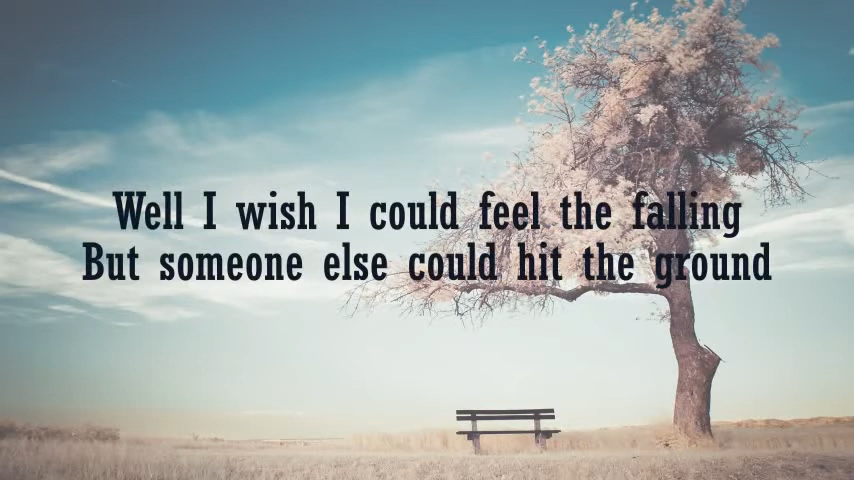 Well I wish I could feel the falling
But someone else could hit the ground